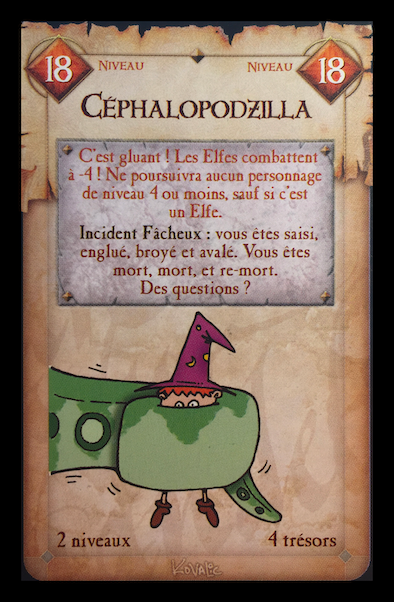 18 Niveau Niveau 18
Céphalopodzilla
C'est gluant ! Les Elfes combattent
à -4 ! Ne poursuivra aucun personnage
de niveau 4 ou moins, sauf si c'est
un Elfe.
Incident Fâcheux : vous êtes saisi,
englué, broyé et avalé. Vous êtes
mort, mort, et re-mort.
Des questions ?
2 niveaux 4 trésors
Kovalic